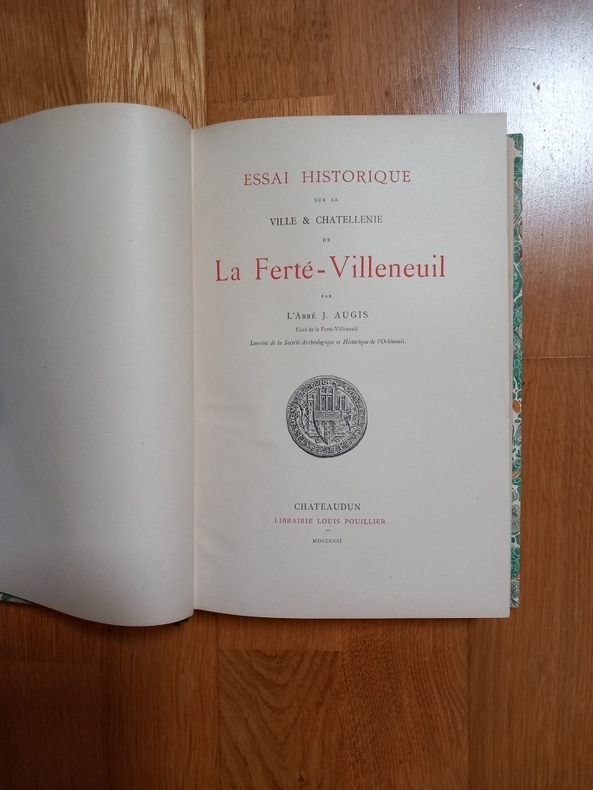 ESSAI HISTORIQUE
SUR LA
VILLE & CHATELLENIE
DE
La Ferté-Villeneuil
PAR
L'ABBÉ J. AUGIS
Curé de la Ferté-Villeneuil
Lauréat de la Société Archéologique et Historique de l'Orléanais.
CHATEAUDUN
LIBRAIRIE LOUIS POUILLIER
MDCCCCII